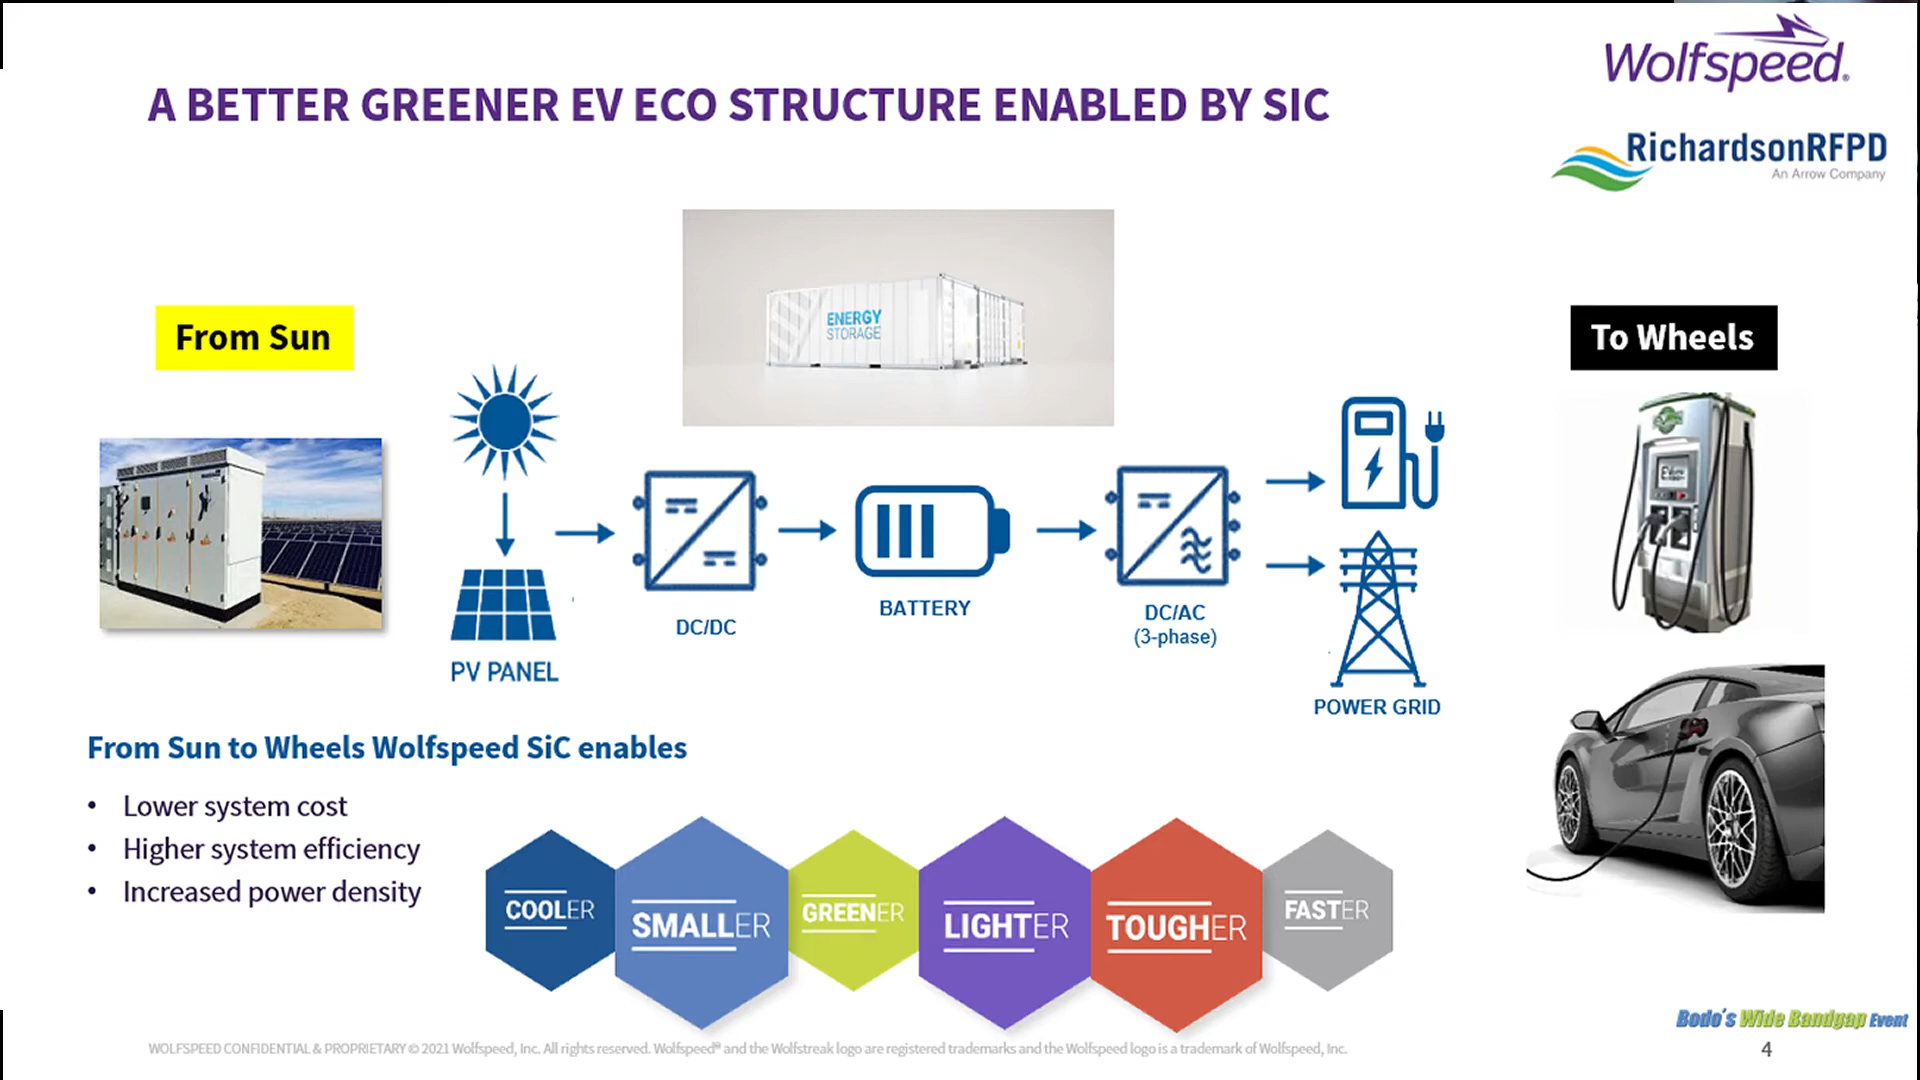 Wolfspeed®
A BETTER GREENER EV ECO STRUCTURE ENABLED BY SIC
RichardsonRFPD
An Arrow Company
From Sun
ENERGY
STORAGE
To Wheels
PV PANEL
DC/DC
BATTERY
DC/AC
(3-phase)
POWER GRID
From Sun to Wheels Wolfspeed SiC enables
• Lower system cost
• Higher system efficiency
• Increased power density
COOLER
SMALLER
GREENER
LIGHTER
TOUGHER
FASTER
Bodo's Wide Bandgap Event
WOLFSPEED CONFIDENTIAL & PROPRIETARY © 2021 Wolfspeed, Inc. All rights reserved. Wolfspeed® and the Wolfstreak logo are registered trademarks and the Wolfspeed logo is a trademark of Wolfspeed, Inc.
4